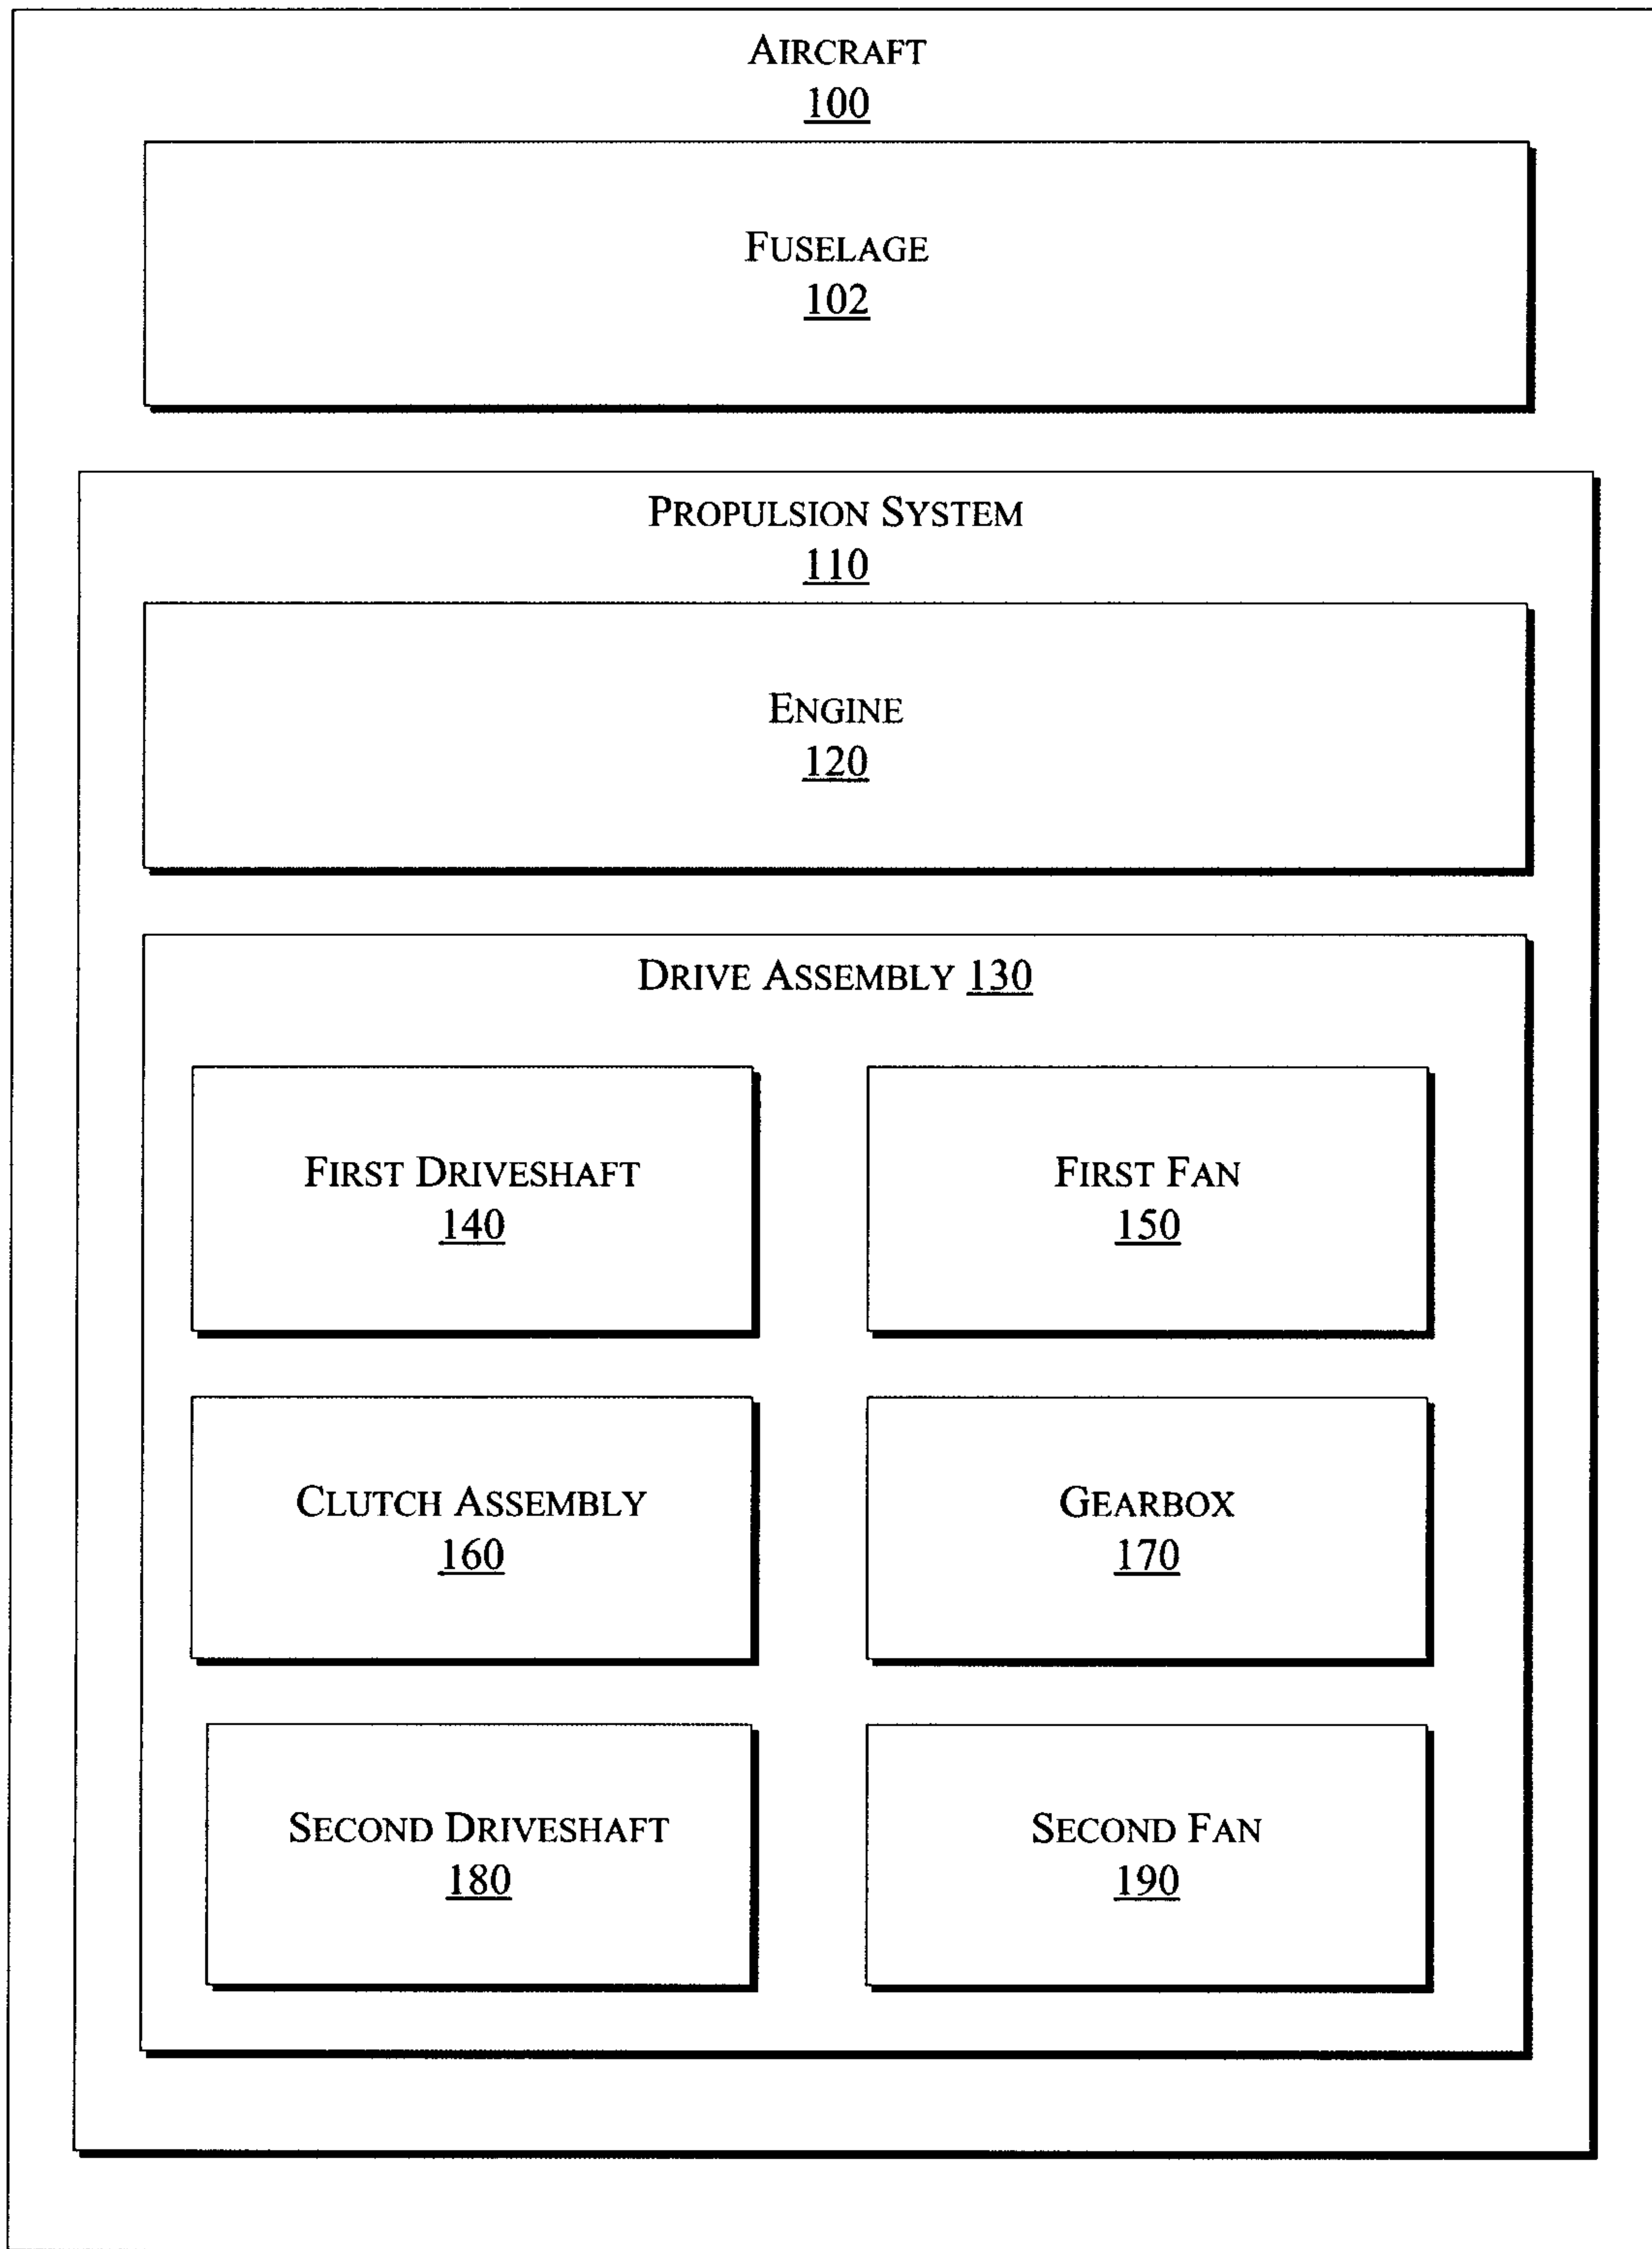 AIRCRAFT
100
FUSELAGE
102
PROPULSION SYSTEM
110
ENGINE
120
DRIVE ASSEMBLY 130
FIRST DRIVESHAFT
140
FIRST FAN
150
CLUTCH ASSEMBLY
160
GEARBOX
170
SECOND DRIVESHAFT
180
SECOND FAN
190